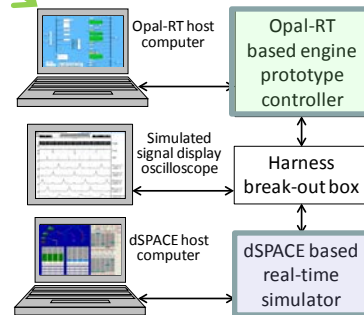 Opal-RT host
computer
Opal-RT
based engine
prototype
controller
Simulated
signal display
oscilloscope
Harness
break-out box
dSPACE host
computer
dSPACE based
real-time
simulator